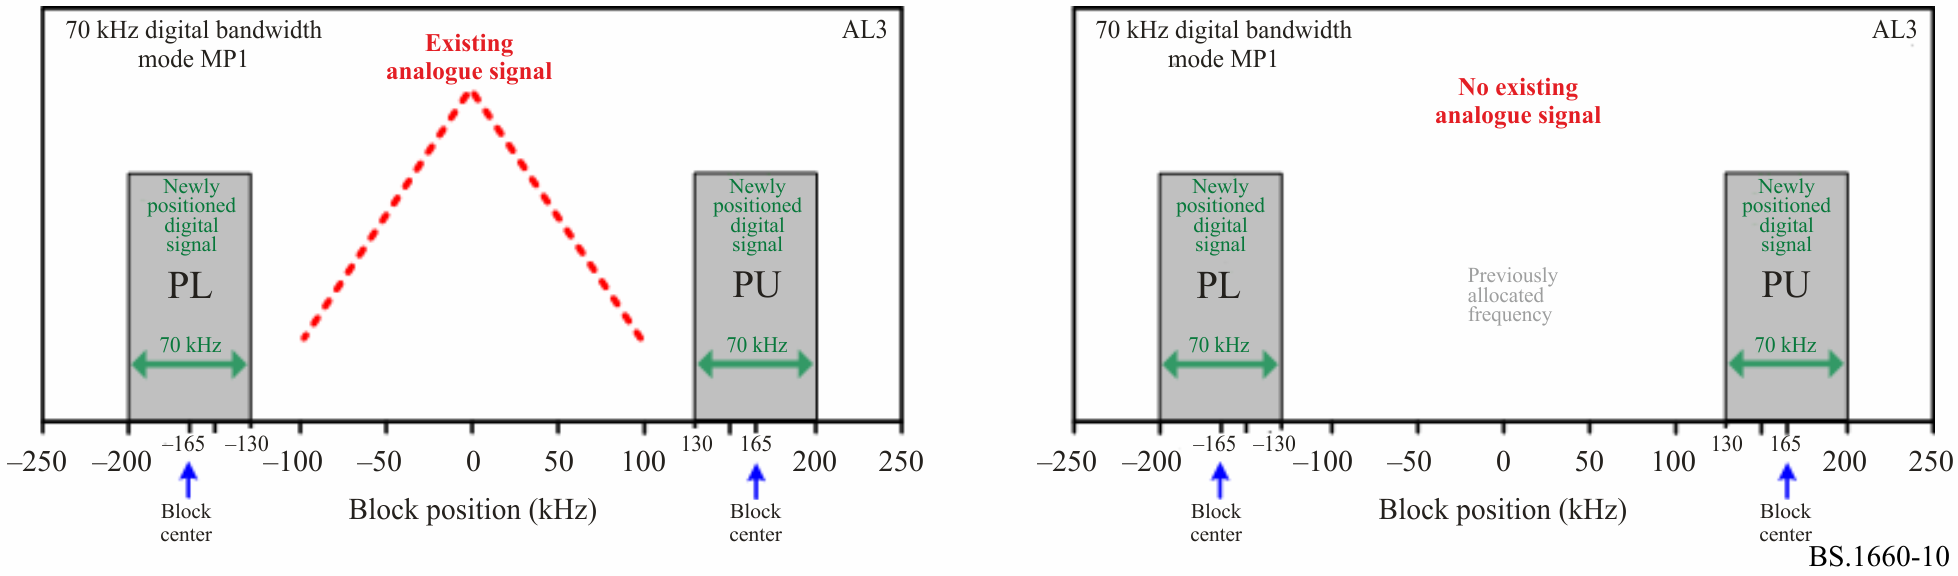 70 kHz digital bandwidth
mode MP1
AL3
Existing
analogue signal
Newly
positioned
digital
signal
PL
70 kHz
Newly
positioned
digital
signal
PU
70 kHz
–165
–130
130
165
–250
–200
–100
–50
0
50
100
200
250
Block
center
Block position (kHz)
Block
center
70 kHz digital bandwidth
mode MP1
AL3
No existing
analogue signal
Newly
positioned
digital
signal
PL
70 kHz
Previously
allocated
frequency
Newly
positioned
digital
signal
PU
70 kHz
–165
–130
130
165
–250
–200
–100
–50
0
50
100
200
250
Block
center
Block position (kHz)
Block
center
BS.1660-10